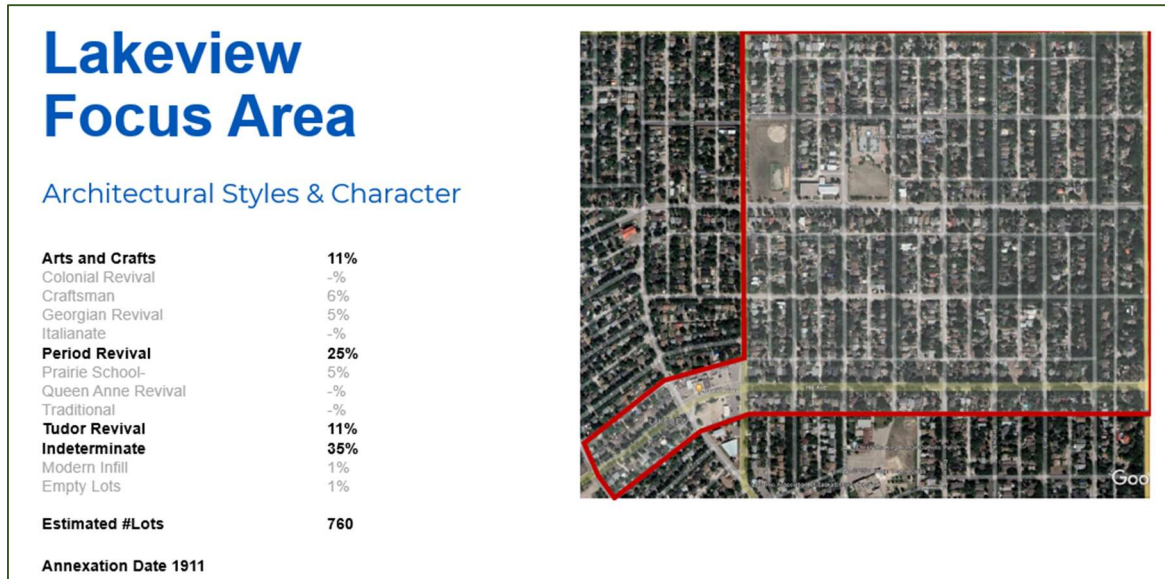 Lakeview
Focus Area
Architectural Styles & Character
Arts and Crafts 11%
Colonial Revival -%
Craftsman 6%
Georgian Revival 5%
Italianate -%
Period Revival 25%
Prairie School- 5%
Queen Anne Revival -%
Traditional -%
Tudor Revival 11%
Indeterminate 35%
Modern Infill 1%
Empty Lots 1%
Estimated #Lots 760
Annexation Date 1911
Goo